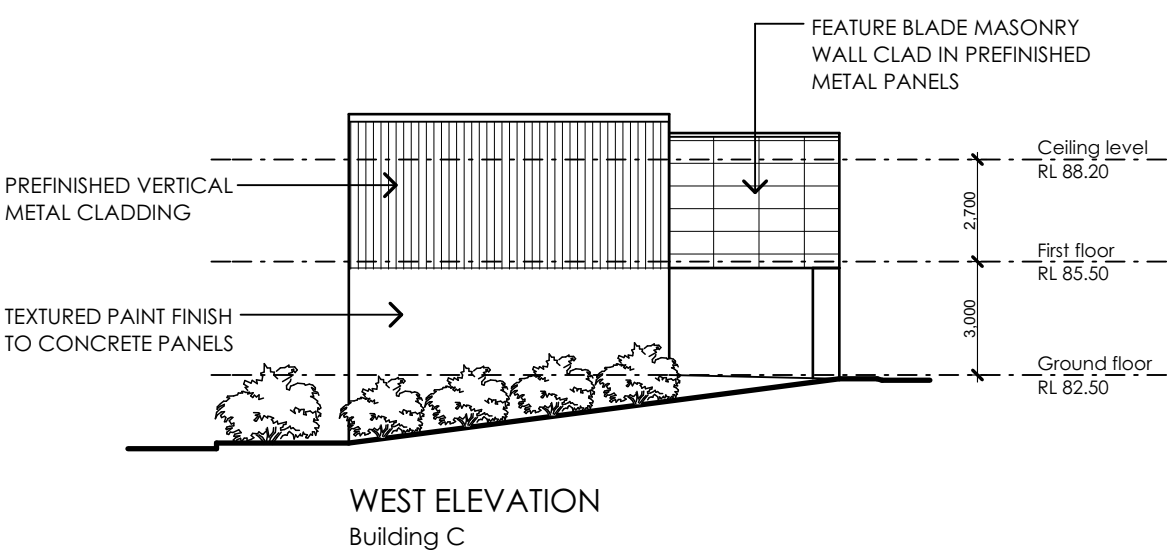 FEATURE BLADE MASONRY
WALL CLAD IN PREFINISHED
METAL PANELS
Ceiling level
RL 88.20
PREFINISHED VERTICAL
METAL CLADDING
2,700
First floor
RL 85.50
TEXTURED PAINT FINISH
TO CONCRETE PANELS
3,000
Ground floor
RL 82.50
WEST ELEVATION
Building C